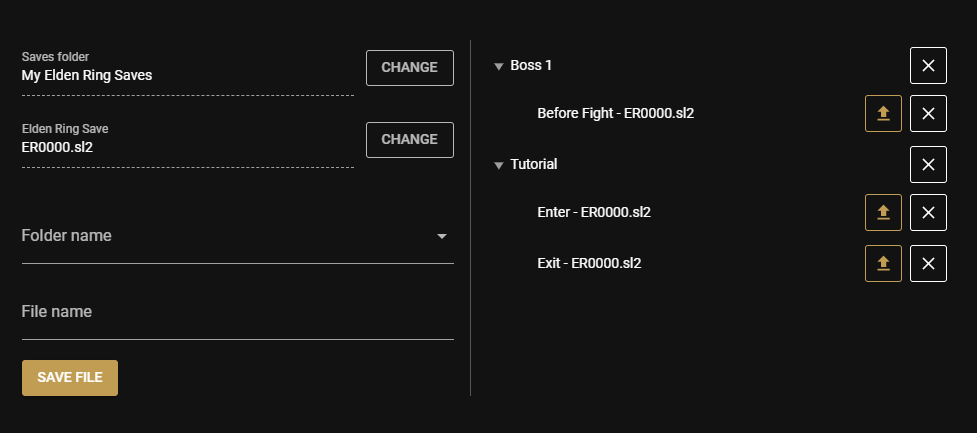 Saves folder
My Elden Ring Saves
CHANGE
Elden Ring Save
ER0000.sl2
CHANGE
Folder name
File name
SAVE FILE
Boss 1
Before Fight - ER0000.sl2
Tutorial
Enter - ER0000.sl2
Exit - ER0000.sl2